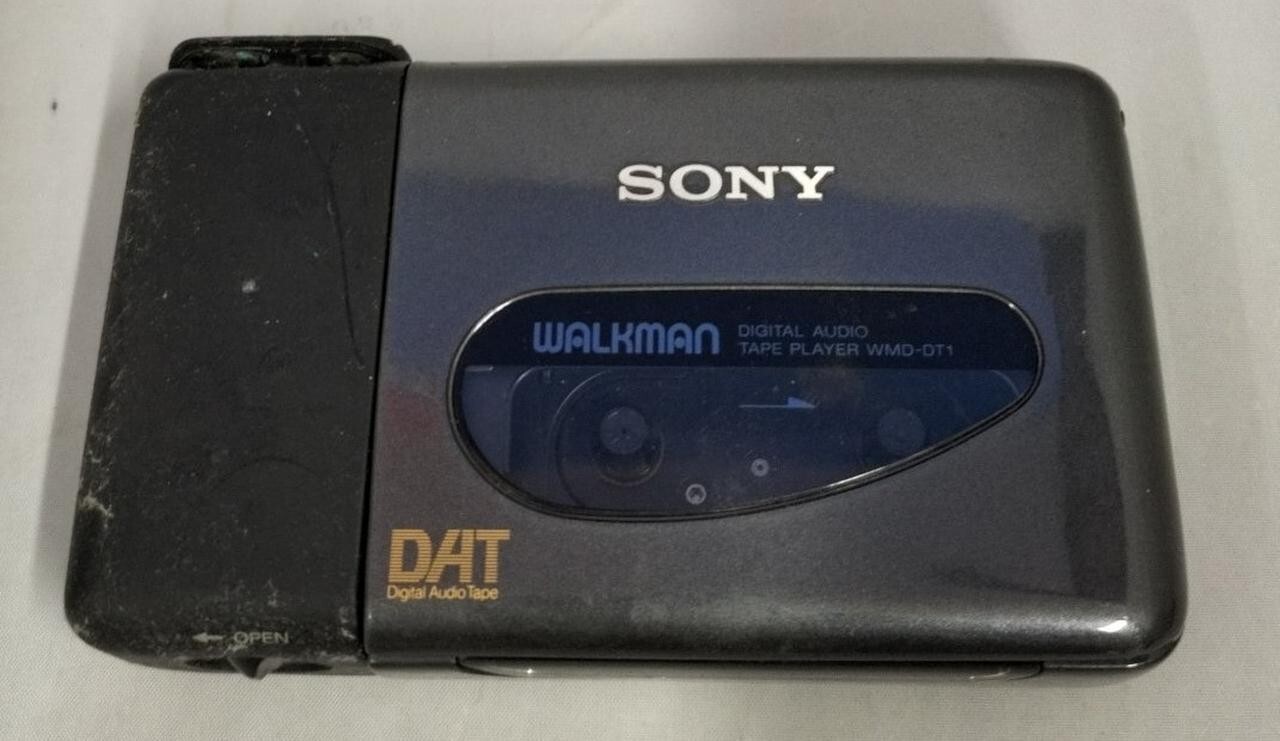 SONY
WALKMAN
DIGITAL AUDIO
TAPE PLAYER WMD-DT1
DAT
Digital Audio Tape
OPEN